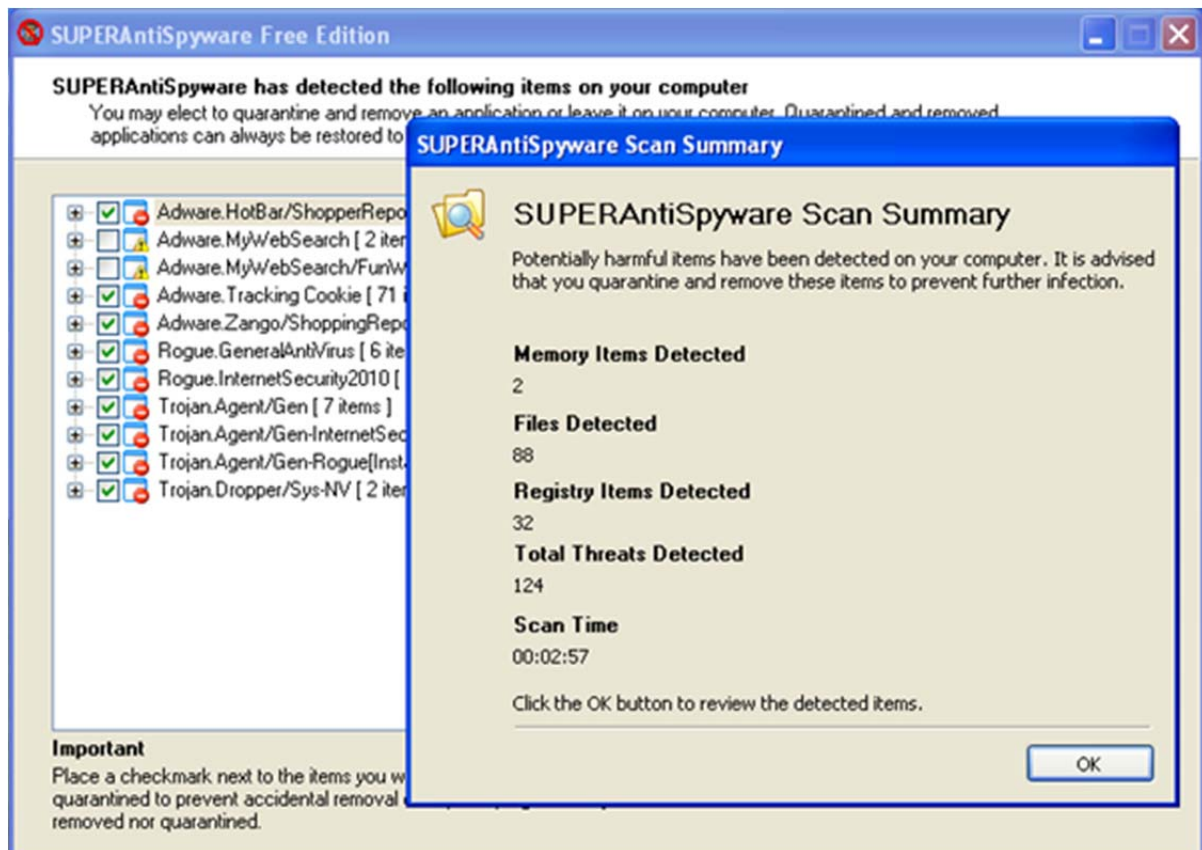 SUPERAntiSpyware Free Edition
SUPERAntiSpyware has detected the following items on your computer
You may elect to quarantine and remove an application or leave it on your computer. Quarantined and removed
applications can always be restored to
Adware.HotBar/ShopperRepo
Adware.MyWebSearch [ 2 iter
Adware.MyWebSearch/FunW
Adware.Tracking Cookie [ 71 i
Adware.Zango/ShoppingRepo
Rogue.GeneralAntiVirus [ 6 ite
Rogue.InternetSecurity2010 [
Trojan.Agent/Gen [ 7 items ]
Trojan.Agent/Gen-InternetSec
Trojan.Agent/Gen-Rogue[Inst
Trojan.Dropper/Sys-NV [ 2 iter
Important
Place a checkmark next to the items you w
quarantined to prevent accidental removal
removed nor quarantined.
SUPERAntiSpyware Scan Summary
SUPERAntiSpyware Scan Summary
Potentially harmful items have been detected on your computer. It is advised
that you quarantine and remove these items to prevent further infection.
Memory Items Detected
2
Files Detected
88
Registry Items Detected
32
Total Threats Detected
124
Scan Time
00:02:57
Click the OK button to review the detected items.
OK